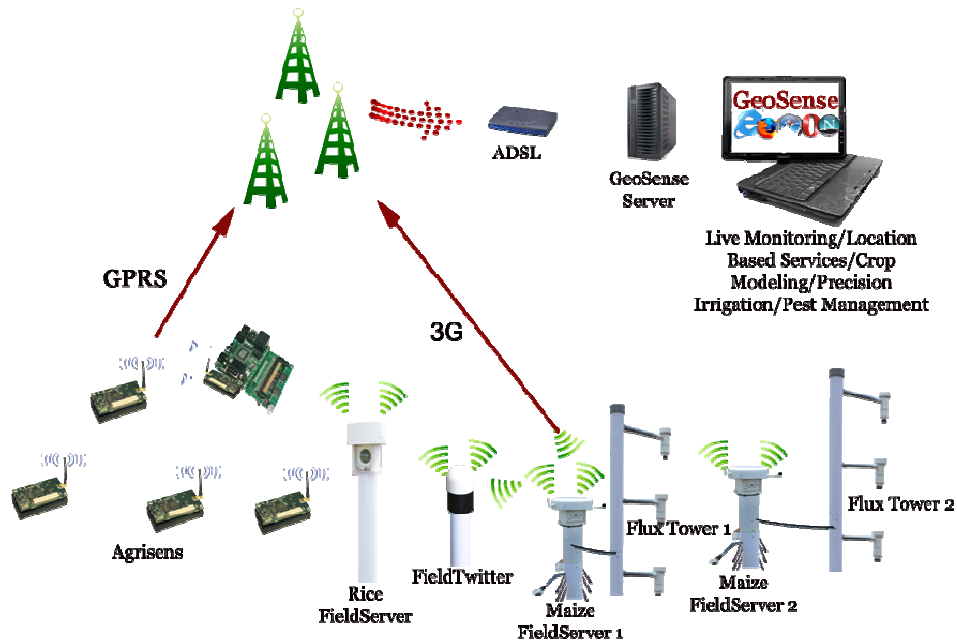 GeoSense
ADSL
GeoSense
Server
Live Monitoring/Location
Based Services/Crop
Modeling/Precision
Irrigation/Pest Management
GPRS
3G
Flux Tower 1
Flux Tower 2
Agrisens
Rice
FieldServer
FieldTwitter
Maize
FieldServer 1
Maize
FieldServer 2